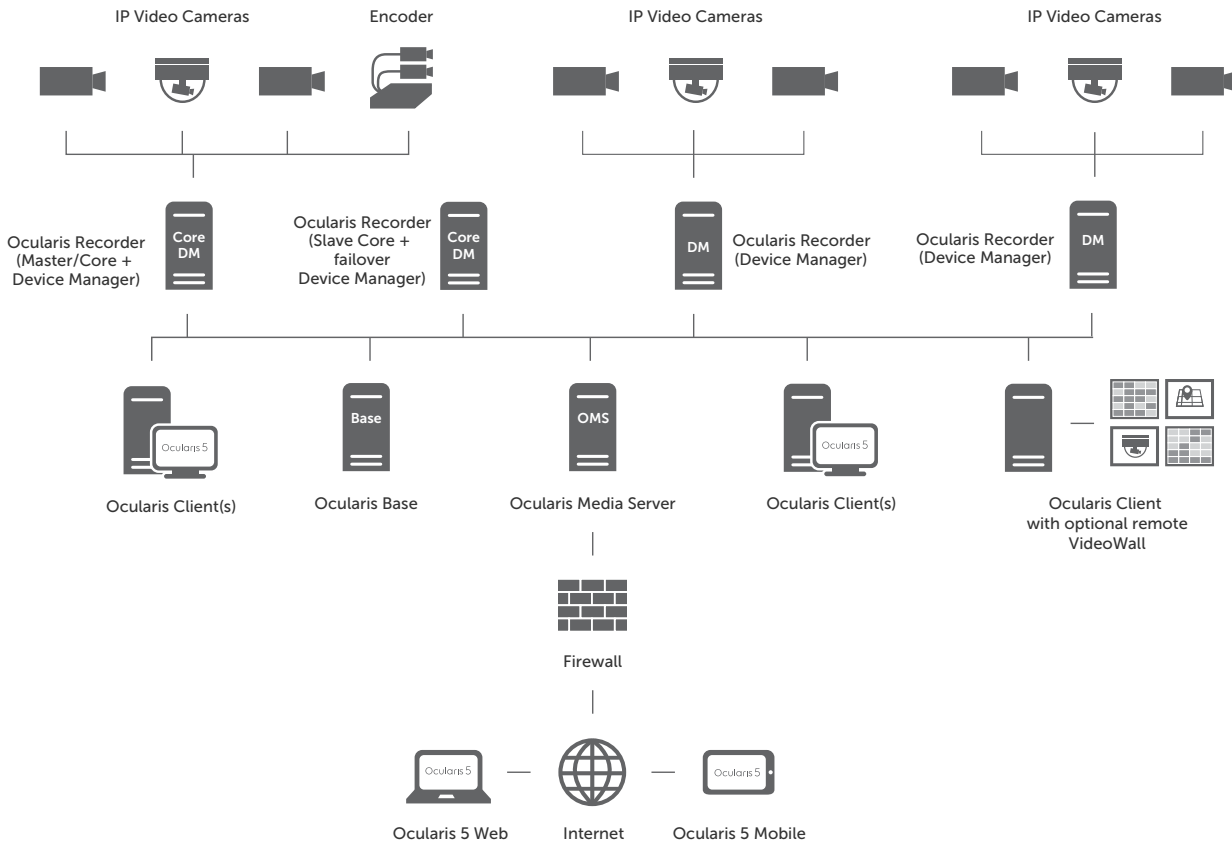 IP Video Cameras
Encoder
IP Video Cameras
IP Video Cameras
Ocularis Recorder
(Master/Core +
Device Manager)
Core
DM
Ocularis Recorder
(Slave Core +
failover
Device Manager)
Core
DM
DM
Ocularis Recorder
(Device Manager)
Ocularis Recorder
(Device Manager)
DM
Ocularis 5
Ocularis Client(s)
Base
Ocularis Base
OMS
Ocularis Media Server
Ocularis 5
Ocularis Client(s)
Ocularis Client
with optional remote
VideoWall
Firewall
Ocularis 5
Ocularis 5 Web
Internet
Ocularis 5
Ocularis 5 Mobile